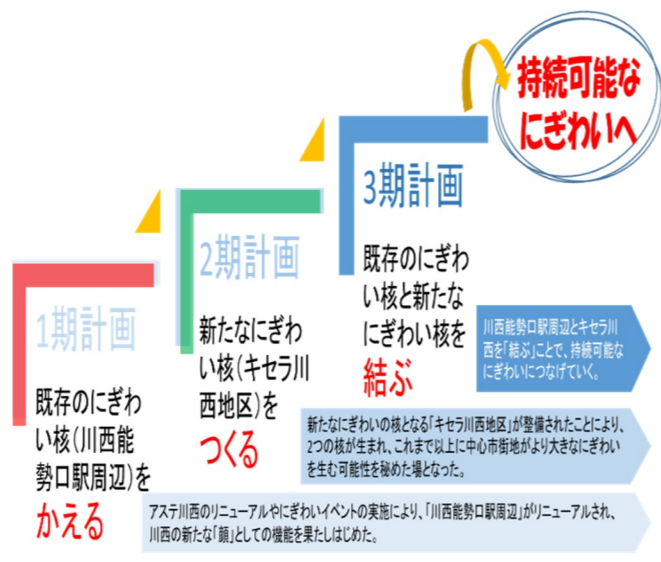 持続可能な
にぎわいへ
3期計画
既存のにぎわ
い核と新たな
にぎわい核を
結ぶ
川西能勢口駅周辺とキセラ川
西を「結ぶ」ことで、持続可能な
にぎわいにつなげていく。
2期計画
新たなにぎわ
い核(キセラ川
西地区)を
つくる
新たなにぎわいの核となる「キセラ川西地区」が整備されたことにより、
2つの核が生まれ、これまで以上に中心市街地がより大きなにぎわい
を生む可能性を秘めた場となった。
1期計画
既存のにぎわ
い核(川西能
勢口駅周辺)を
かえる
アステ川西のリニューアルやにぎわいイベントの実施により、「川西能勢口駅周辺」がリニューアルされ、
川西の新たな「顔」としての機能を果たしはじめた。